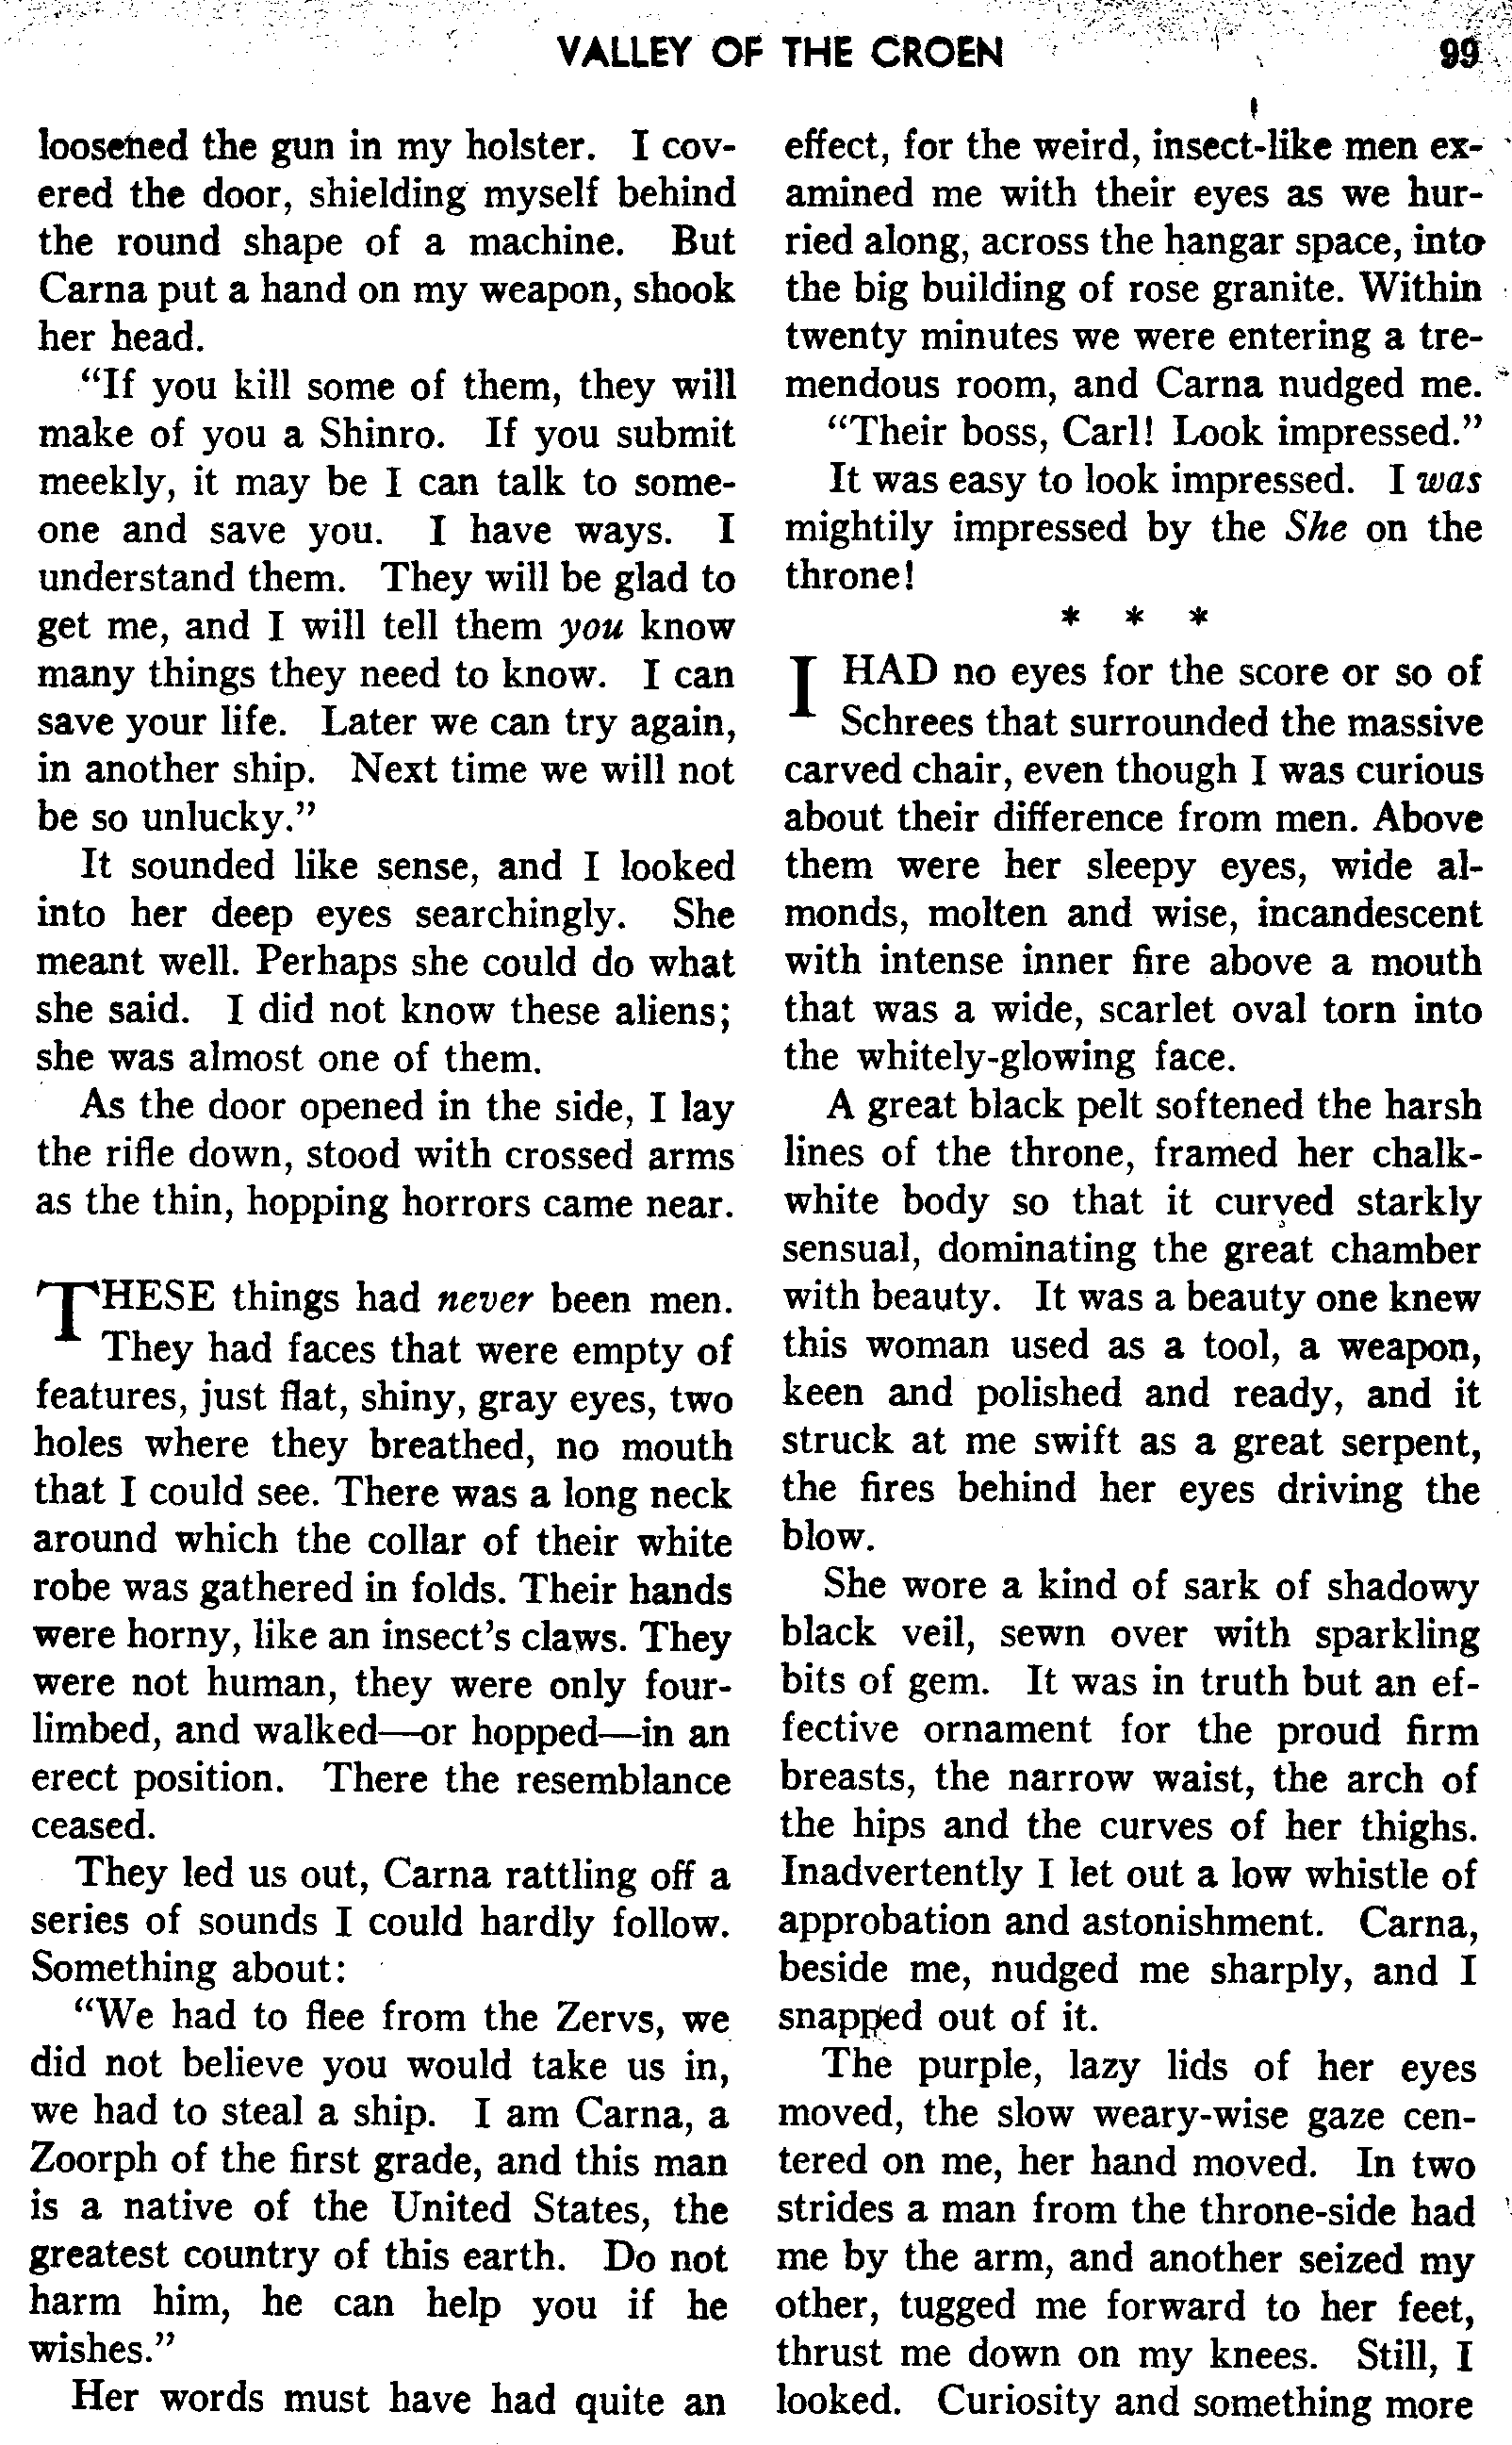 VALLEY OF THE CROEN 99
loosened the gun in my holster. I cov-
ered the door, shielding myself behind
the round shape of a machine. But
Carna put a hand on my weapon, shook
her head.
“If you kill some of them, they will
make of you a Shinro. If you submit
meekly, it may be I can talk to some-
one and save you. I have ways. I
understand them. They will be glad to
get me, and I will tell them you know
many things they need to know. I can
save your life. Later we can try again,
in another ship. Next time we will not
be so unlucky.”
It sounded like sense, and I looked
into her deep eyes searchingly. She
meant well. Perhaps she could do what
she said. I did not know these aliens;
she was almost one of them.
As the door opened in the side, I lay
the rifle down, stood with crossed arms
as the thin, hopping horrors came near.
THESE things had never been men.
They had faces that were empty of
features, just flat, shiny, gray eyes, two
holes where they breathed, no mouth
that I could see. There was a long neck
around which the collar of their white
robe was gathered in folds. Their hands
were horny, like an insect’s claws. They
were not human, they were only four-
limbed, and walked—or hopped—in an
erect position. There the resemblance
ceased.
They led us out, Carna rattling off a
series of sounds I could hardly follow.
Something about:
“We had to flee from the Zervs, we
did not believe you would take us in,
we had to steal a ship. I am Carna, a
Zoorph of the first grade, and this man
is a native of the United States, the
greatest country of this earth. Do not
harm him, he can help you if he
wishes.”
Her words must have had quite an
effect, for the weird, insect-like men ex-
amined me with their eyes as we hur-
ried along, across the hangar space, into
the big building of rose granite. Within
twenty minutes we were entering a tre-
mendous room, and Carna nudged me.
“Their boss, Carl! Look impressed.”
It was easy to look impressed. I was
mightily impressed by the She on the
throne!
* * *
I HAD no eyes for the score or so of
Schrees that surrounded the massive
carved chair, even though I was curious
about their difference from men. Above
them were her sleepy eyes, wide al-
monds, molten and wise, incandescent
with intense inner fire above a mouth
that was a wide, scarlet oval torn into
the whitely-glowing face.
A great black pelt softened the harsh
lines of the throne, framed her chalk-
white body so that it curved starkly
sensual, dominating the great chamber
with beauty. It was a beauty one knew
this woman used as a tool, a weapon,
keen and polished and ready, and it
struck at me swift as a great serpent,
the fires behind her eyes driving the
blow.
She wore a kind of sark of shadowy
black veil, sewn over with sparkling
bits of gem. It was in truth but an ef-
fective ornament for the proud firm
breasts, the narrow waist, the arch of
the hips and the curves of her thighs.
Inadvertently I let out a low whistle of
approbation and astonishment. Carna,
beside me, nudged me sharply, and I
snapped out of it.
The purple, lazy lids of her eyes
moved, the slow weary-wise gaze cen-
tered on me, her hand moved. In two
strides a man from the throne-side had
me by the arm, and another seized my
other, tugged me forward to her feet,
thrust me down on my knees. Still, I
looked. Curiosity and something more